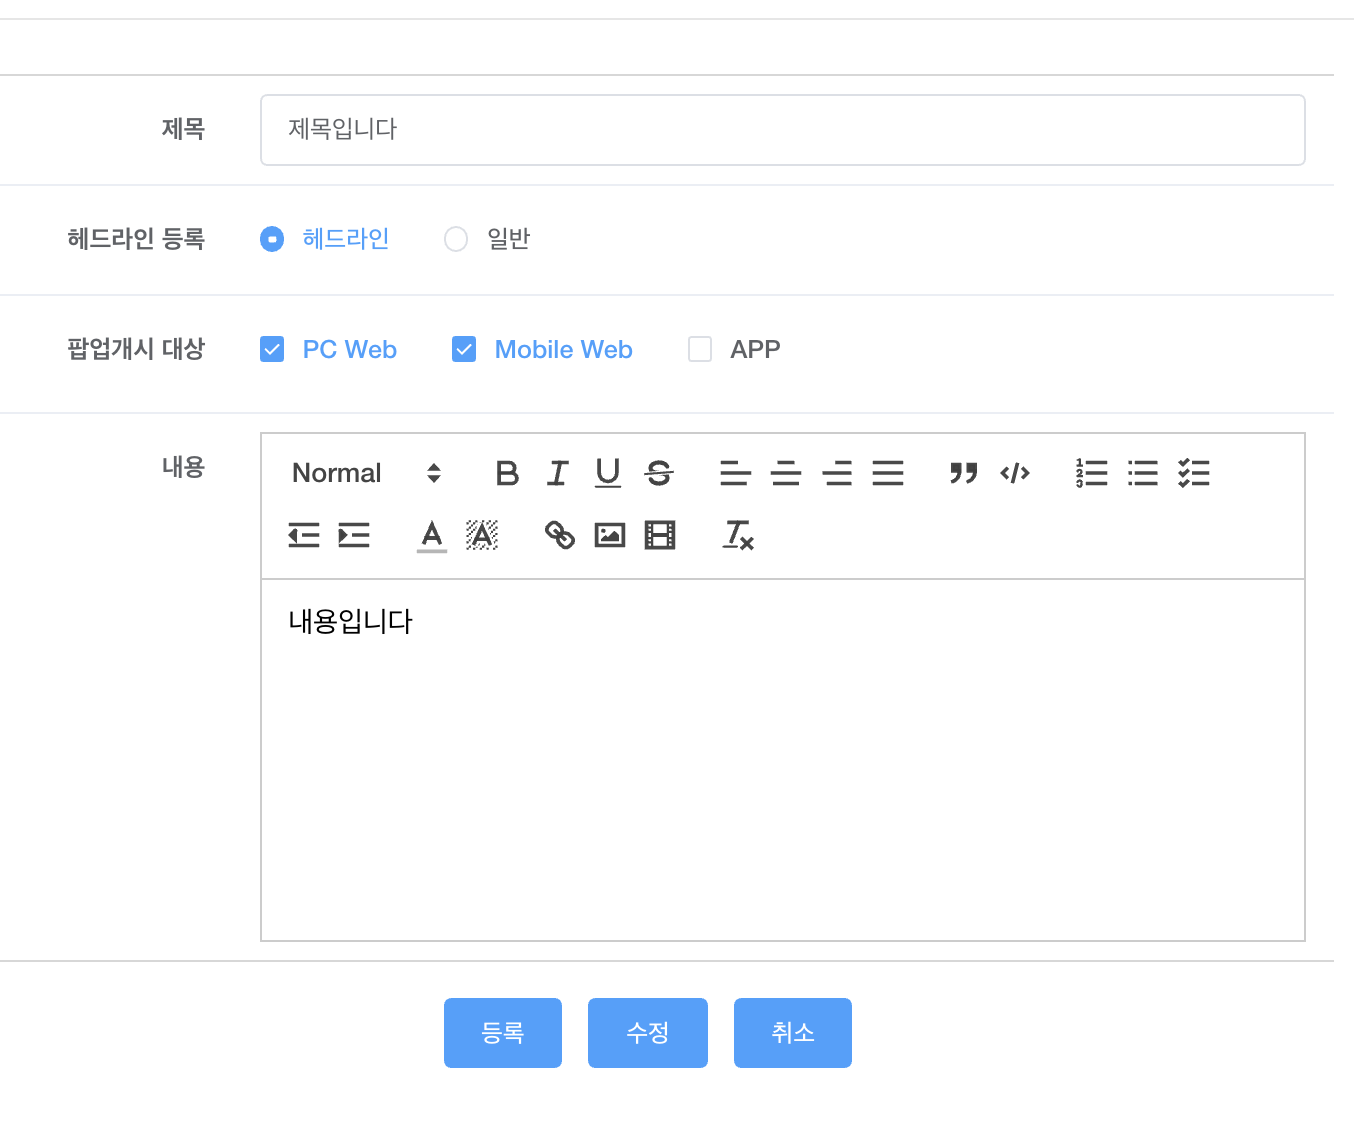 제목
제목입니다
헤드라인 등록
헤드라인
일반
팝업개시 대상
PC Web
Mobile Web
APP
내용
Normal
내용입니다
등록
수정
취소